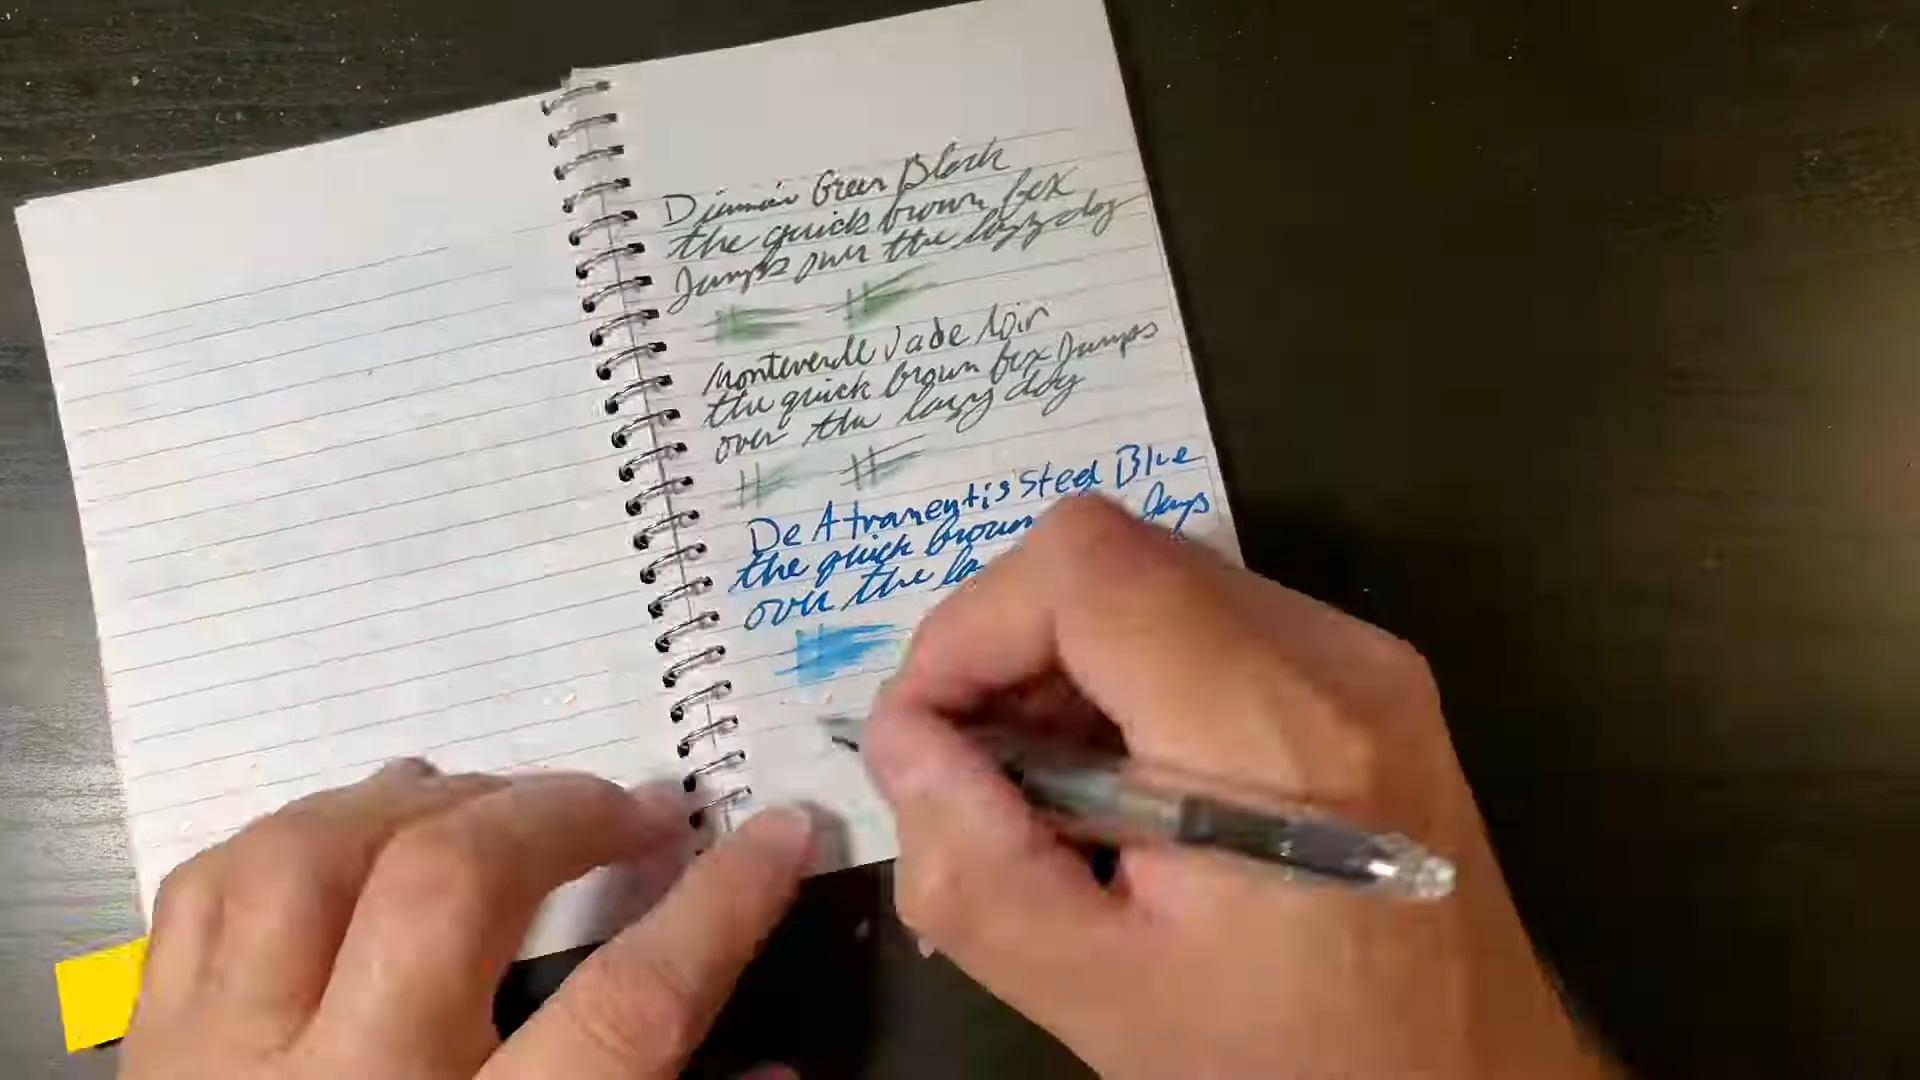 Diamin Green Black
the quick brown fox
Jumps over the lazy dog
Monteverde Jade Noir
the quick brown fox Jumps
over the lazy dog
De Atramentis Steel Blue
the quick brown Jumps
over the